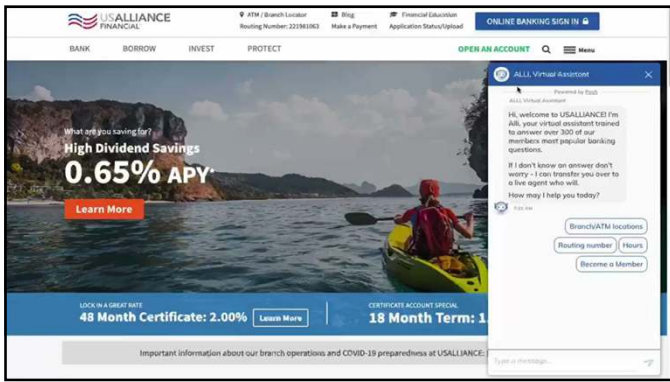 USALLIANCE
FINANCIAL
ATM / Branch Locator
Routing Number: 221981063
Blog
Make a Payment
Financial Education
Application Status/Upload
ONLINE BANKING SIGN IN
BANK BORROW INVEST PROTECT
OPEN AN ACCOUNT Menu
What are you saving for?
High Dividend Savings
0.65% APY*
Learn More
LOCK IN A GREAT RATE
48 Month Certificate: 2.00% Learn More
CERTIFICATE ACCOUNT SPECIAL
18 Month Term: 1.
Important information about our branch operations and COVID-19 preparedness at USALLIANCE:
ALLI, Virtual Assistant
Powered by Posh
ALLI, Virtual Assistant
Hi, welcome to USALLIANCE! I'm
Alli, your virtual assistant trained
to answer over 300 of our
members most popular banking
questions.
If I don't know an answer don't
worry - I can transfer you over to
a live agent who will.
How may I help you today?
Branch/ATM locations
Routing number Hours
Become a Member
Type a message...